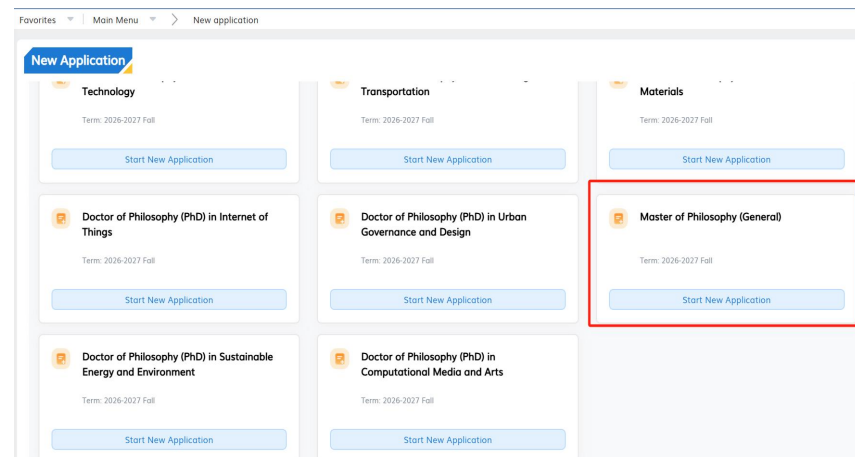 Favorites Main Menu New application
New Application
Technology
Term: 2026-2027 Fall
Start New Application
Transportation
Term: 2026-2027 Fall
Start New Application
Materials
Term: 2026-2027 Fall
Start New Application
Doctor of Philosophy (PhD) in Internet of
Things
Term: 2026-2027 Fall
Start New Application
Doctor of Philosophy (PhD) in Urban
Governance and Design
Term: 2026-2027 Fall
Start New Application
Master of Philosophy (General)
Term: 2026-2027 Fall
Start New Application
Doctor of Philosophy (PhD) in Sustainable
Energy and Environment
Term: 2026-2027 Fall
Start New Application
Doctor of Philosophy (PhD) in
Computational Media and Arts
Term: 2026-2027 Fall
Start New Application